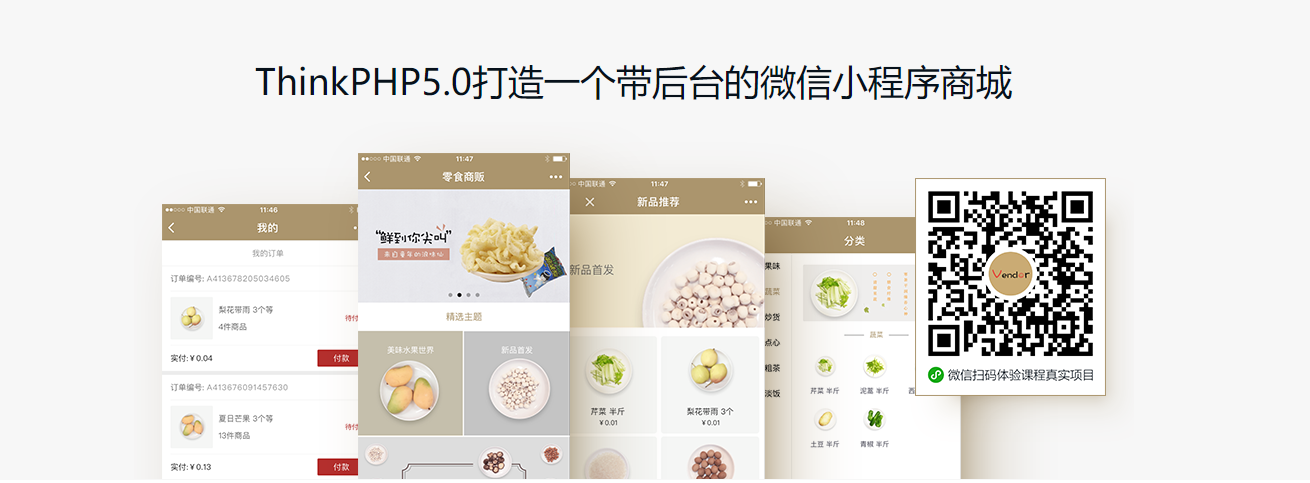 ThinkPHP5.0打造一个带后台的微信小程序商城
中国联通 11:46
我的
我的订单
订单编号: A413678205034605
梨花带雨 3个等
4件商品
待付
实付: ¥ 0.04
付款
订单编号: A413676091457630
夏日芒果 3个等
13件商品
待付
实付: ¥ 0.13
付款
中国联通 11:47
零食商贩
“鲜到你尖叫”
精选主题
美味水果世界
新品首发
中国联通 11:47
新品推荐
新品首发
芹菜 半斤
¥ 0.01
梨花带雨 3个
¥ 0.01
中国联通 11:48
分类
果味
蔬菜
炒货
点心
粗茶
淡饭
蔬菜
芹菜 半斤
泥蒿 半斤
西
土豆 半斤
青椒 半斤
Vendor
微信扫码体验课程真实项目